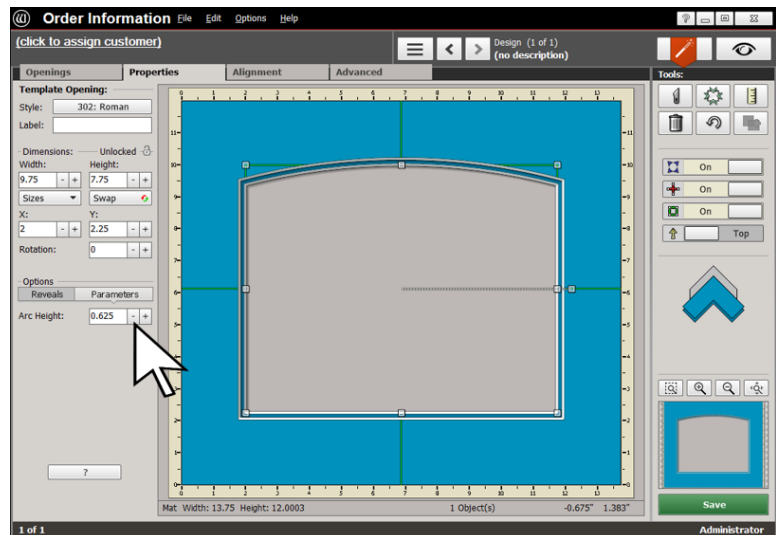 Order Information File Edit Options Help
(click to assign customer)
Design (1 of 1)
(no description)
Openings Properties Alignment Advanced
Template Opening:
Style: 302: Roman
Label:
Dimensions: Unlocked
Width: Height:
9.75 - + 7.75 - +
Sizes Swap
X: Y:
2 - + 2.25 - +
Rotation: 0 - +
Options
Reveals Parameters
Arc Height: 0.625 - +
?
Mat Width: 13.75 Height: 12.0003 1 Object(s) -0.675" 1.383"
Tools:
On
On
On
Top
Save
1 of 1 Administrator